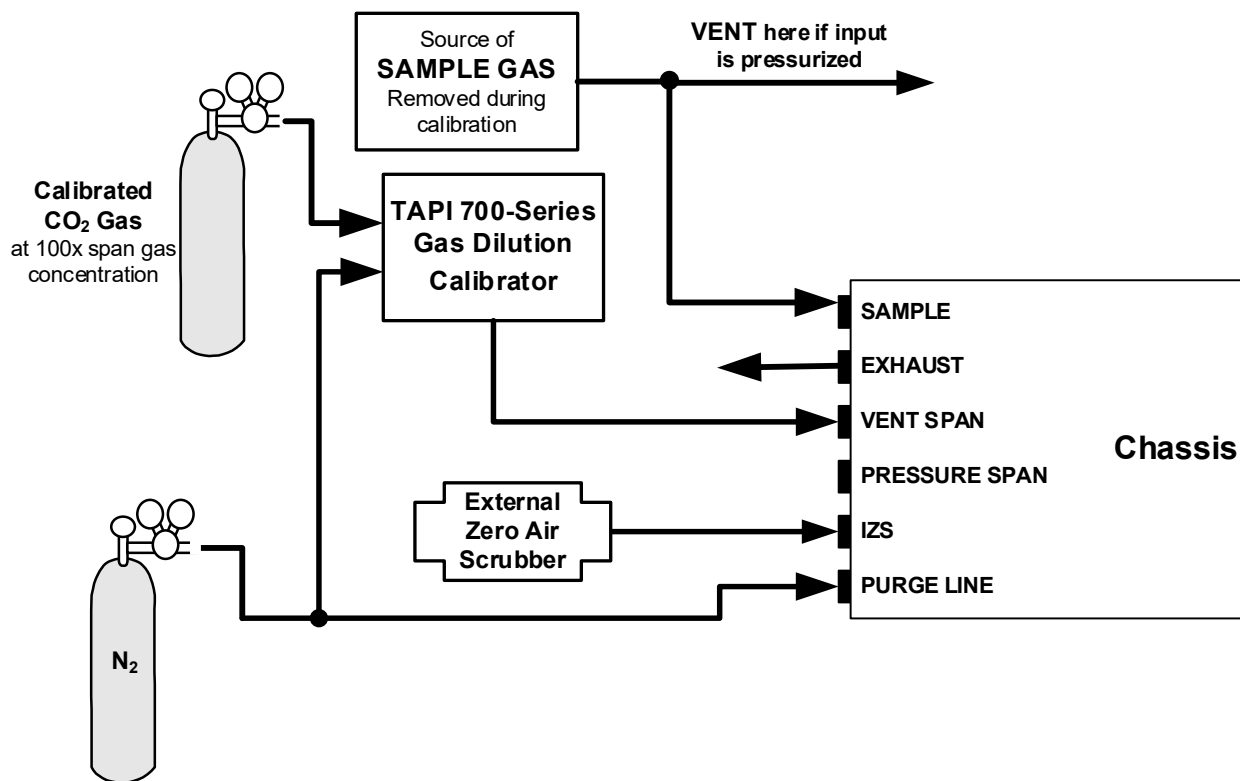 Source of
SAMPLE GAS
Removed during
calibration
VENT here if input
is pressurized
Calibrated
CO₂ Gas
at 100x span gas
concentration
TAPI 700-Series
Gas Dilution
Calibrator
SAMPLE
EXHAUST
VENT SPAN
PRESSURE SPAN
IZS
PURGE LINE
Chassis
External
Zero Air
Scrubber
N₂